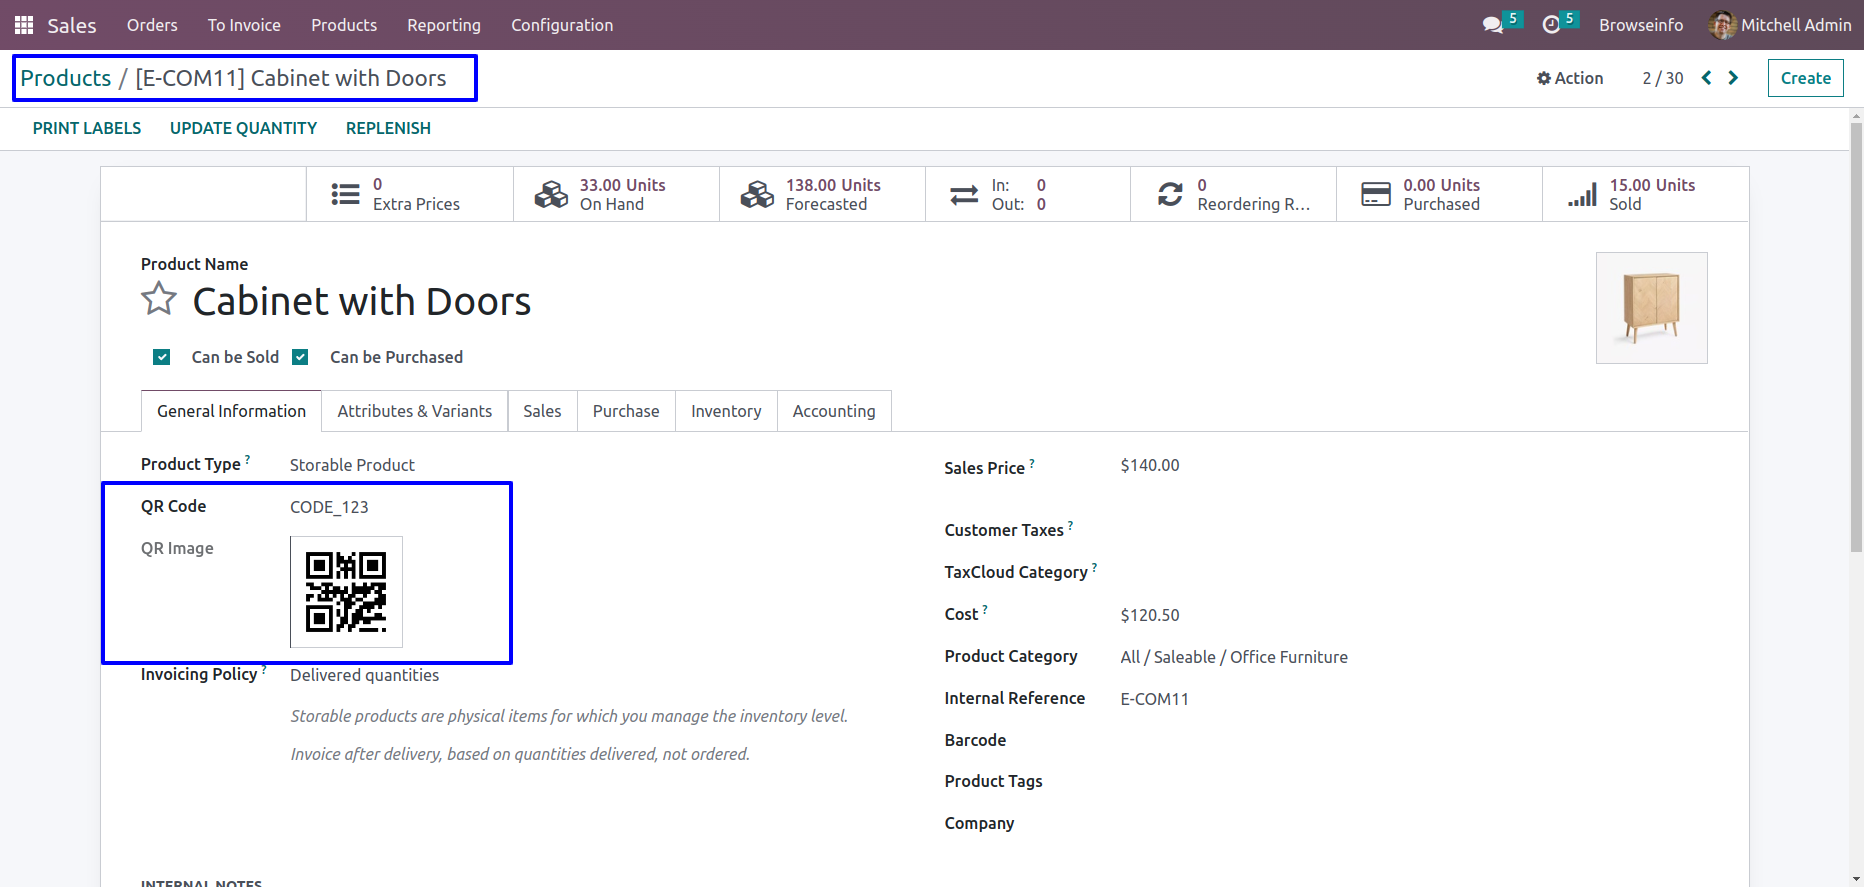 Sales Orders To Invoice Products Reporting Configuration 5 5 Browseinfo Mitchell Admin
Products / [E-COM11] Cabinet with Doors Action 2 / 30 Create
PRINT LABELS UPDATE QUANTITY REPLENISH
0 Extra Prices
33.00 Units On Hand
138.00 Units Forecasted
In: 0
Out: 0
0 Reordering R...
0.00 Units Purchased
15.00 Units Sold
Product Name
Cabinet with Doors
Can be Sold Can be Purchased
General Information Attributes & Variants Sales Purchase Inventory Accounting
Product Type ? Storable Product
QR Code CODE_123
QR Image
Invoicing Policy ? Delivered quantities
Storable products are physical items for which you manage the inventory level.
Invoice after delivery, based on quantities delivered, not ordered.
Sales Price ? $140.00
Customer Taxes ?
TaxCloud Category ?
Cost ? $120.50
Product Category All / Saleable / Office Furniture
Internal Reference E-COM11
Barcode
Product Tags
Company
INTERNAL NOTES